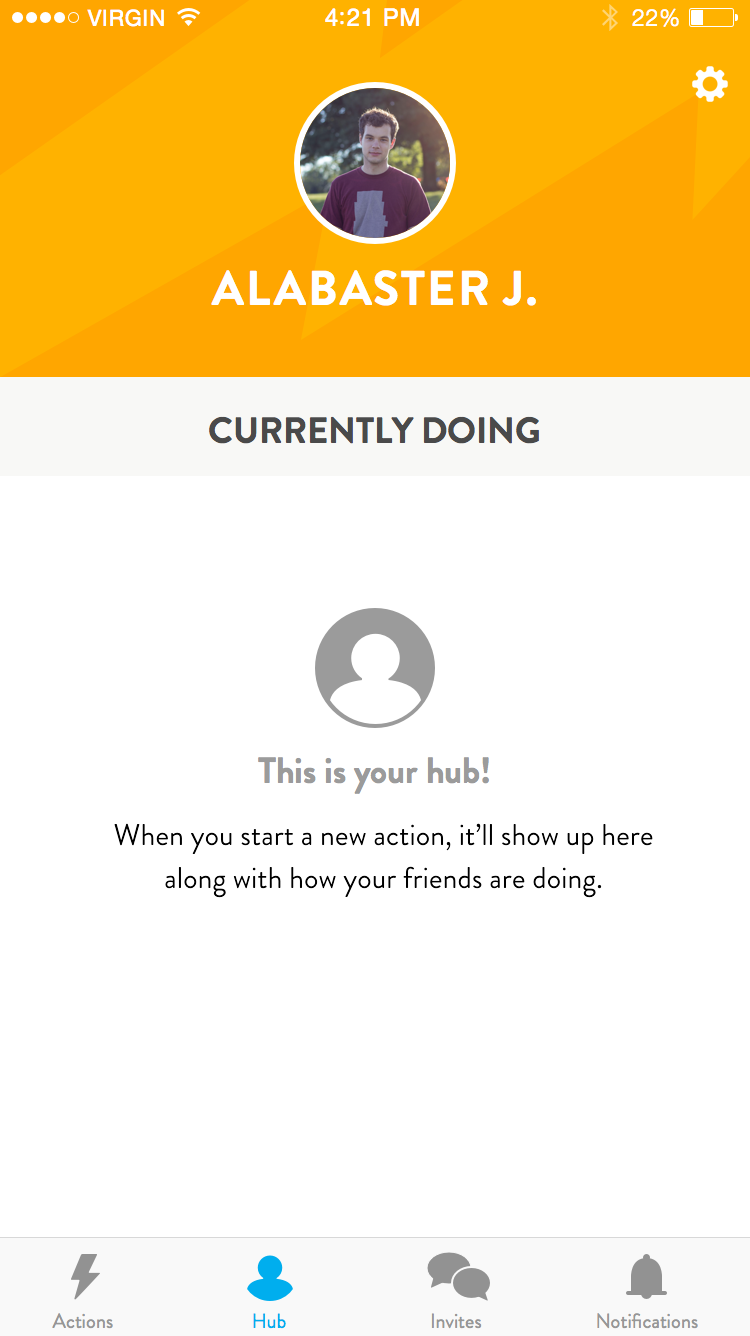 VIRGIN 4:21 PM 22%
ALABASTER J.
CURRENTLY DOING
This is your hub!
When you start a new action, it’ll show up here
along with how your friends are doing.
Actions Hub Invites Notifications